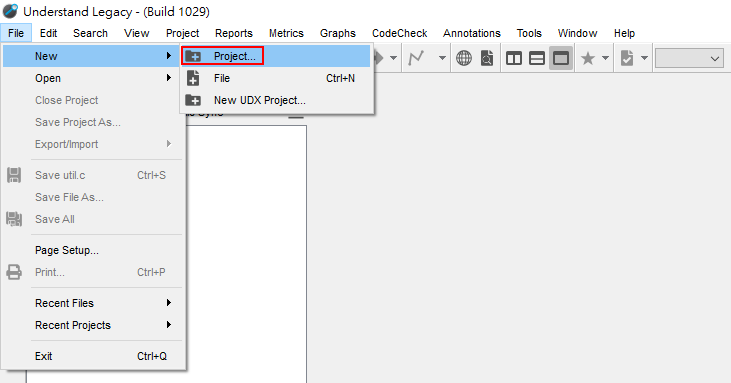 Understand Legacy - (Build 1029)
File Edit Search View Project Reports Metrics Graphs CodeCheck Annotations Tools Window Help
New
Project...
Open
File Ctrl+N
Close Project
New UDX Project...
Save Project As...
Export/Import
Save util.c Ctrl+S
Save File As...
Save All
Page Setup...
Print... Ctrl+P
Recent Files
Recent Projects
Exit Ctrl+Q